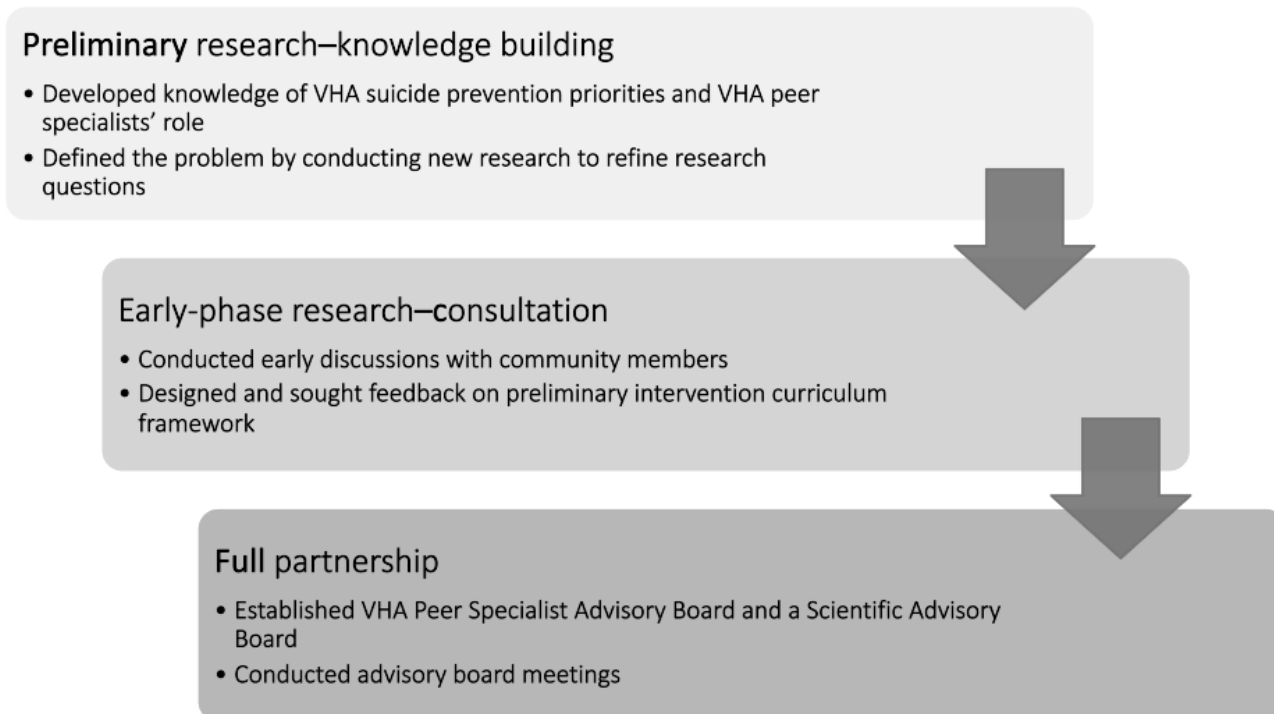 Preliminary research–knowledge building
• Developed knowledge of VHA suicide prevention priorities and VHA peer
specialists’ role
• Defined the problem by conducting new research to refine research
questions
Early-phase research–consultation
• Conducted early discussions with community members
• Designed and sought feedback on preliminary intervention curriculum
framework
Full partnership
• Established VHA Peer Specialist Advisory Board and a Scientific Advisory
Board
• Conducted advisory board meetings